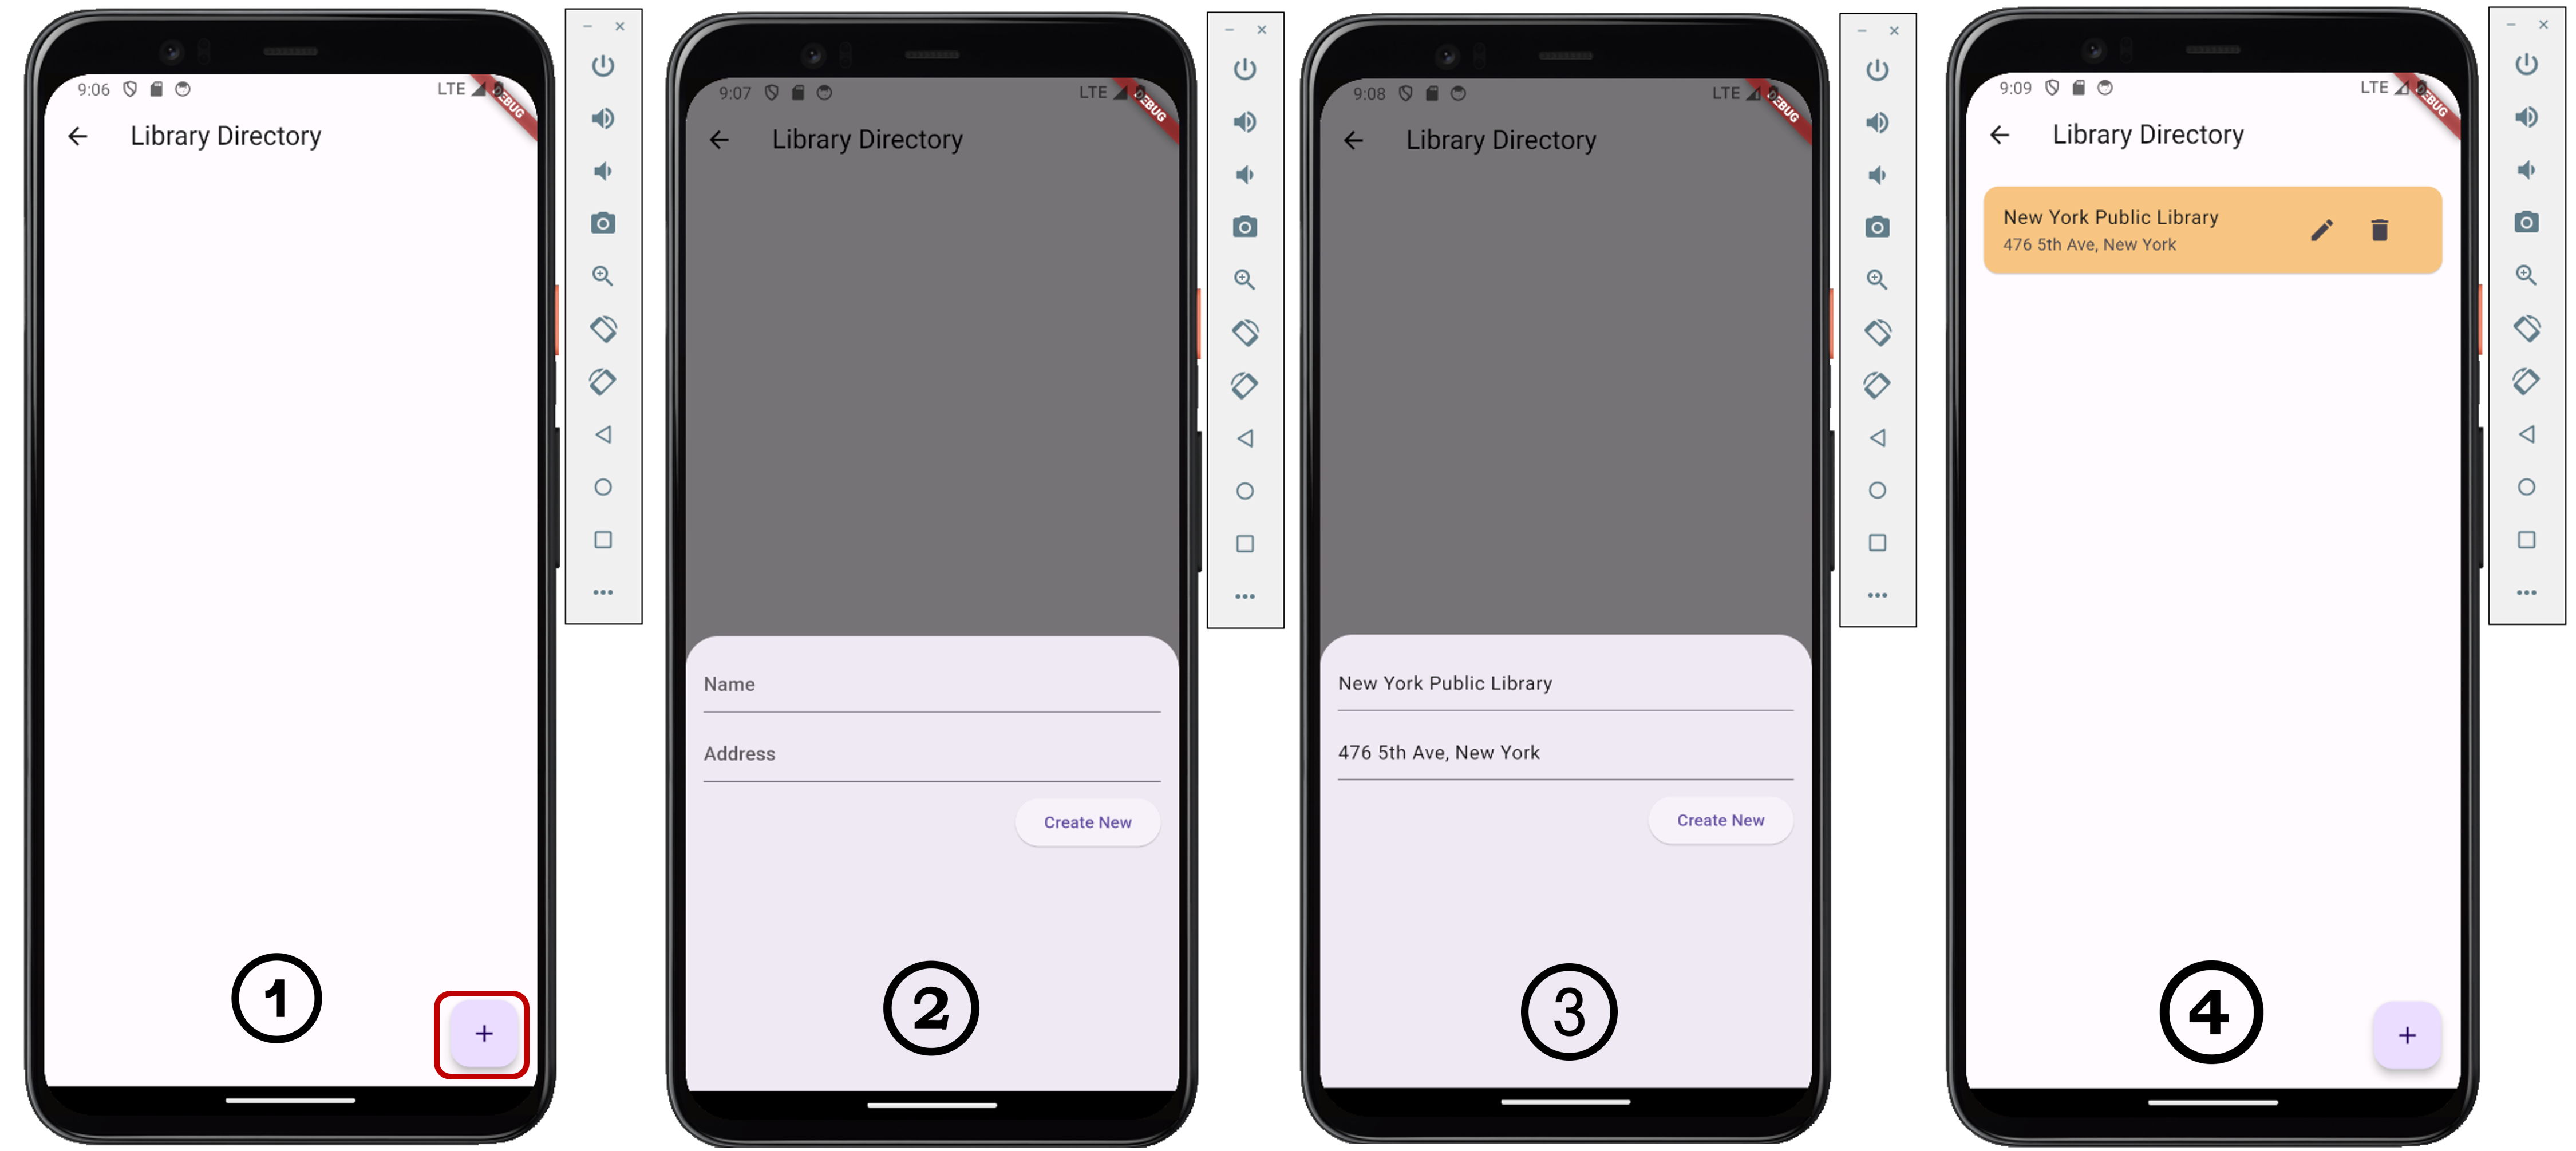 9:06 LTE
DEBUG
Library Directory
1
9:07 LTE
DEBUG
Library Directory
Name
Address
Create New
2
9:08 LTE
DEBUG
Library Directory
New York Public Library
476 5th Ave, New York
Create New
3
9:09 LTE
DEBUG
Library Directory
New York Public Library
476 5th Ave, New York
4